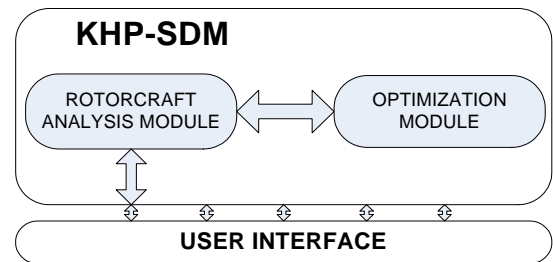 KHP-SDM
ROTORCRAFT
ANALYSIS MODULE
OPTIMIZATION
MODULE
USER INTERFACE